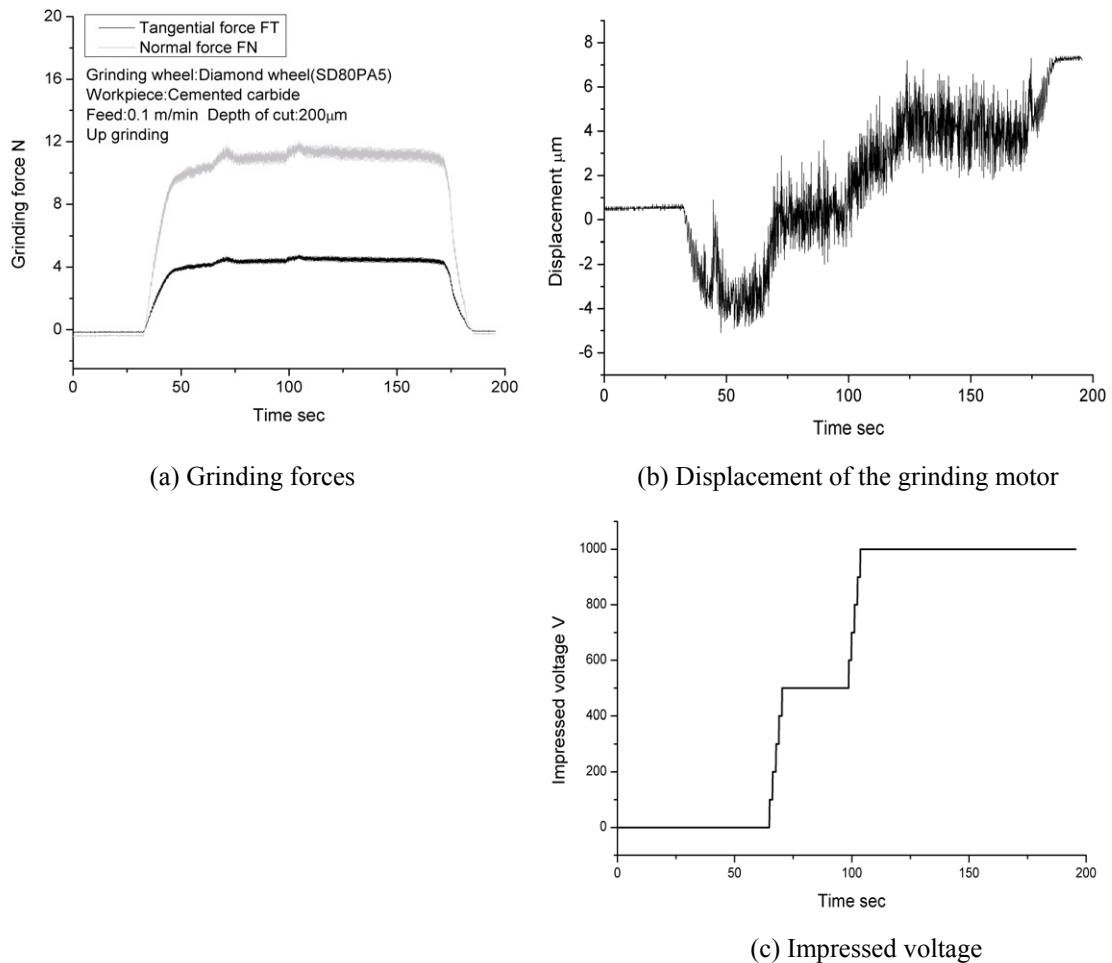 20
16
12
8
4
0
Grinding force N
Tangential force FT
Normal force FN
Grinding wheel:Diamond wheel(SD80PA5)
Workpiece:Cemented carbide
Feed:0.1 m/min Depth of cut:200μm
Up grinding
0 50 100 150 200
Time sec
(a) Grinding forces
8
6
4
2
0
-2
-4
-6
Displacement μm
0 50 100 150 200
Time sec
(b) Displacement of the grinding motor
1000
800
600
400
200
0
Impressed voltage V
0 50 100 150 200
Time sec
(c) Impressed voltage